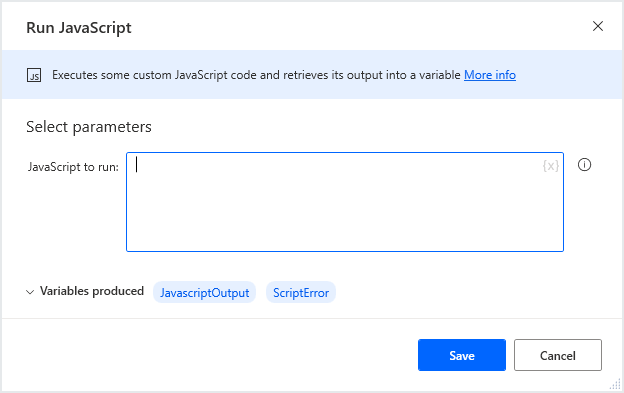 Run JavaScript
JS Executes some custom JavaScript code and retrieves its output into a variable More info
Select parameters
JavaScript to run: {x}
Variables produced JavascriptOutput ScriptError
Save Cancel